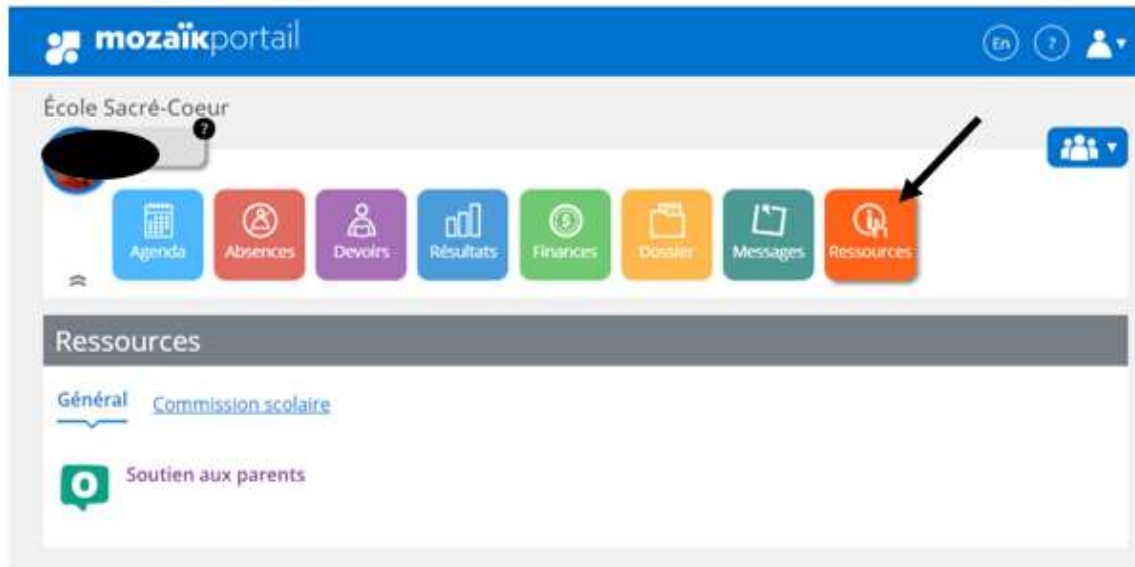 mozaïkportail
En ?
École Sacré-Coeur
?
Agenda Absences Devoirs Résultats Finances Dossier Messages Ressources
Ressources
Général Commission scolaire
O Soutien aux parents